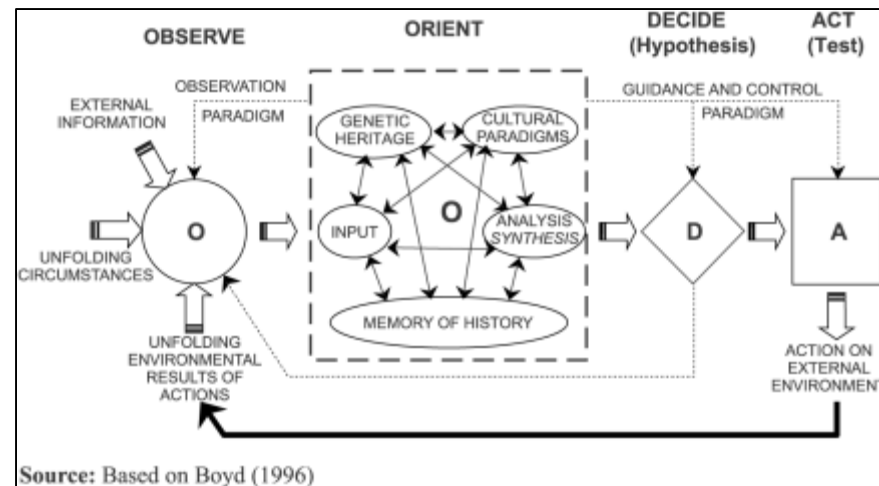 OBSERVE
ORIENT
DECIDE
(Hypothesis)
ACT
(Test)
EXTERNAL
INFORMATION
OBSERVATION
PARADIGM
GUIDANCE AND CONTROL
PARADIGM
GENETIC
HERITAGE
CULTURAL
PARADIGMS
O
INPUT
O
ANALYSIS
SYNTHESIS
D
A
UNFOLDING
CIRCUMSTANCES
MEMORY OF HISTORY
UNFOLDING
ENVIRONMENTAL
RESULTS OF
ACTIONS
ACTION ON
EXTERNAL
ENVIRONMENT
Source: Based on Boyd (1996)